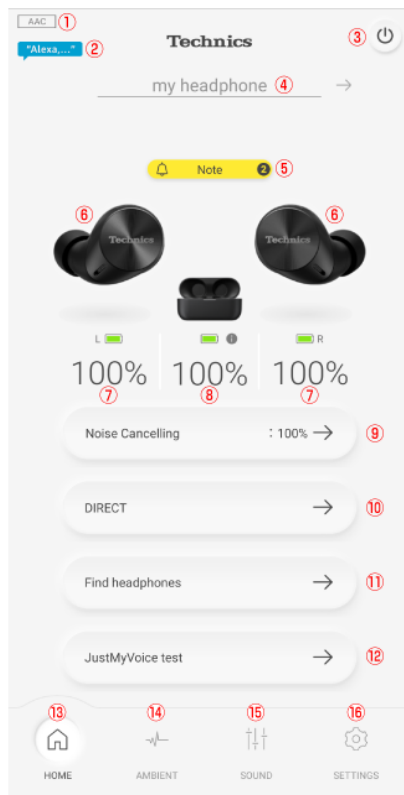 AAC ①
"Alexa,..." ②
Technics
③
my headphone ④
Note 2 ⑤
⑥ ⑥
Technics Technics
L R
100% 100% 100%
⑦ ⑧ ⑦
Noise Cancelling : 100% ⑨
DIRECT ⑩
Find headphones ⑪
JustMyVoice test ⑫
⑬ ⑭ ⑮ ⑯
HOME AMBIENT SOUND SETTINGS